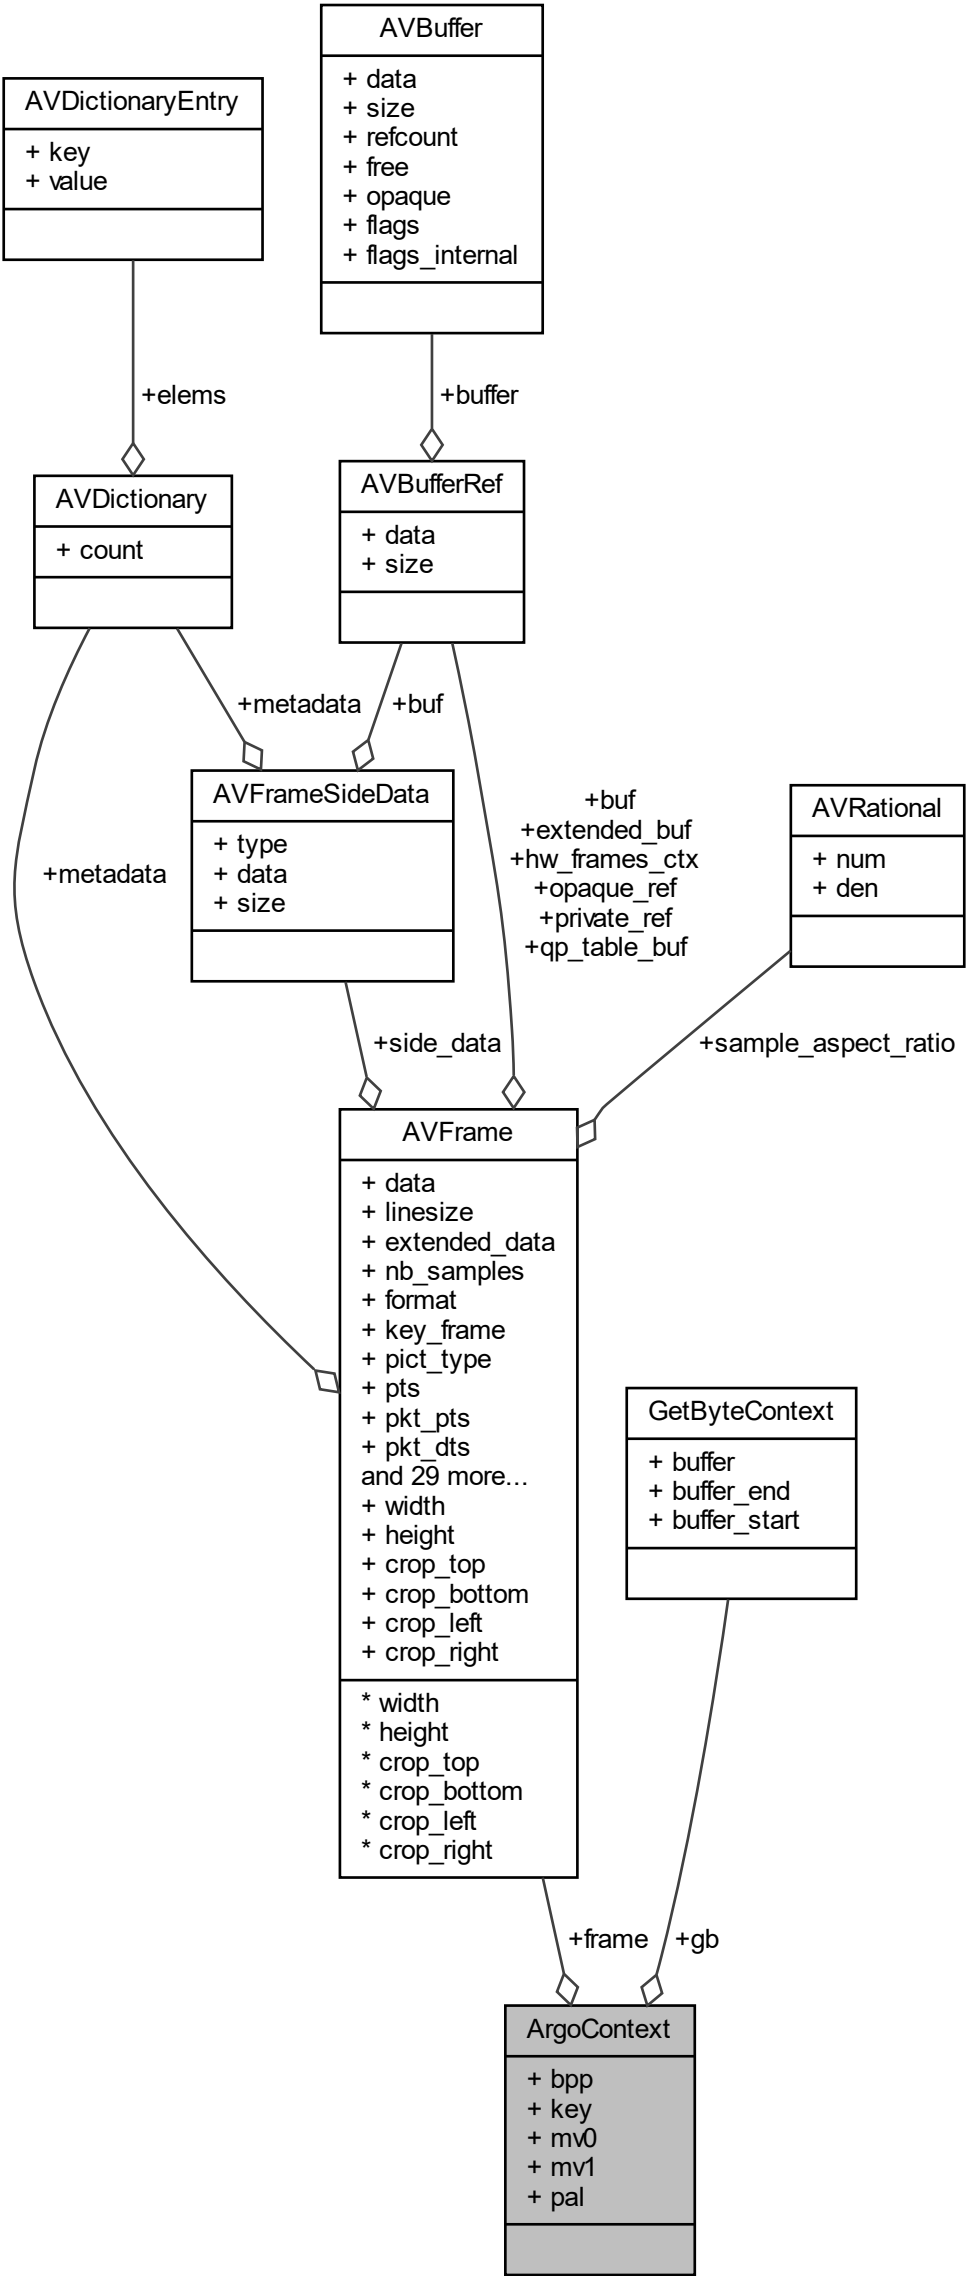 AVBuffer
+ data
+ size
+ refcount
+ free
+ opaque
+ flags
+ flags_internal
AVDictionaryEntry
+ key
+ value
+elems
+buffer
AVDictionary
+ count
AVBufferRef
+ data
+ size
+metadata
+buf
AVFrameSideData
+ type
+ data
+ size
+metadata
+buf
+extended_buf
+hw_frames_ctx
+opaque_ref
+private_ref
+qp_table_buf
AVRational
+ num
+ den
+side_data
+sample_aspect_ratio
AVFrame
+ data
+ linesize
+ extended_data
+ nb_samples
+ format
+ key_frame
+ pict_type
+ pts
+ pkt_pts
+ pkt_dts
and 29 more...
+ width
+ height
+ crop_top
+ crop_bottom
+ crop_left
+ crop_right
* width
* height
* crop_top
* crop_bottom
* crop_left
* crop_right
GetByteContext
+ buffer
+ buffer_end
+ buffer_start
+frame
+gb
ArgoContext
+ bpp
+ key
+ mv0
+ mv1
+ pal